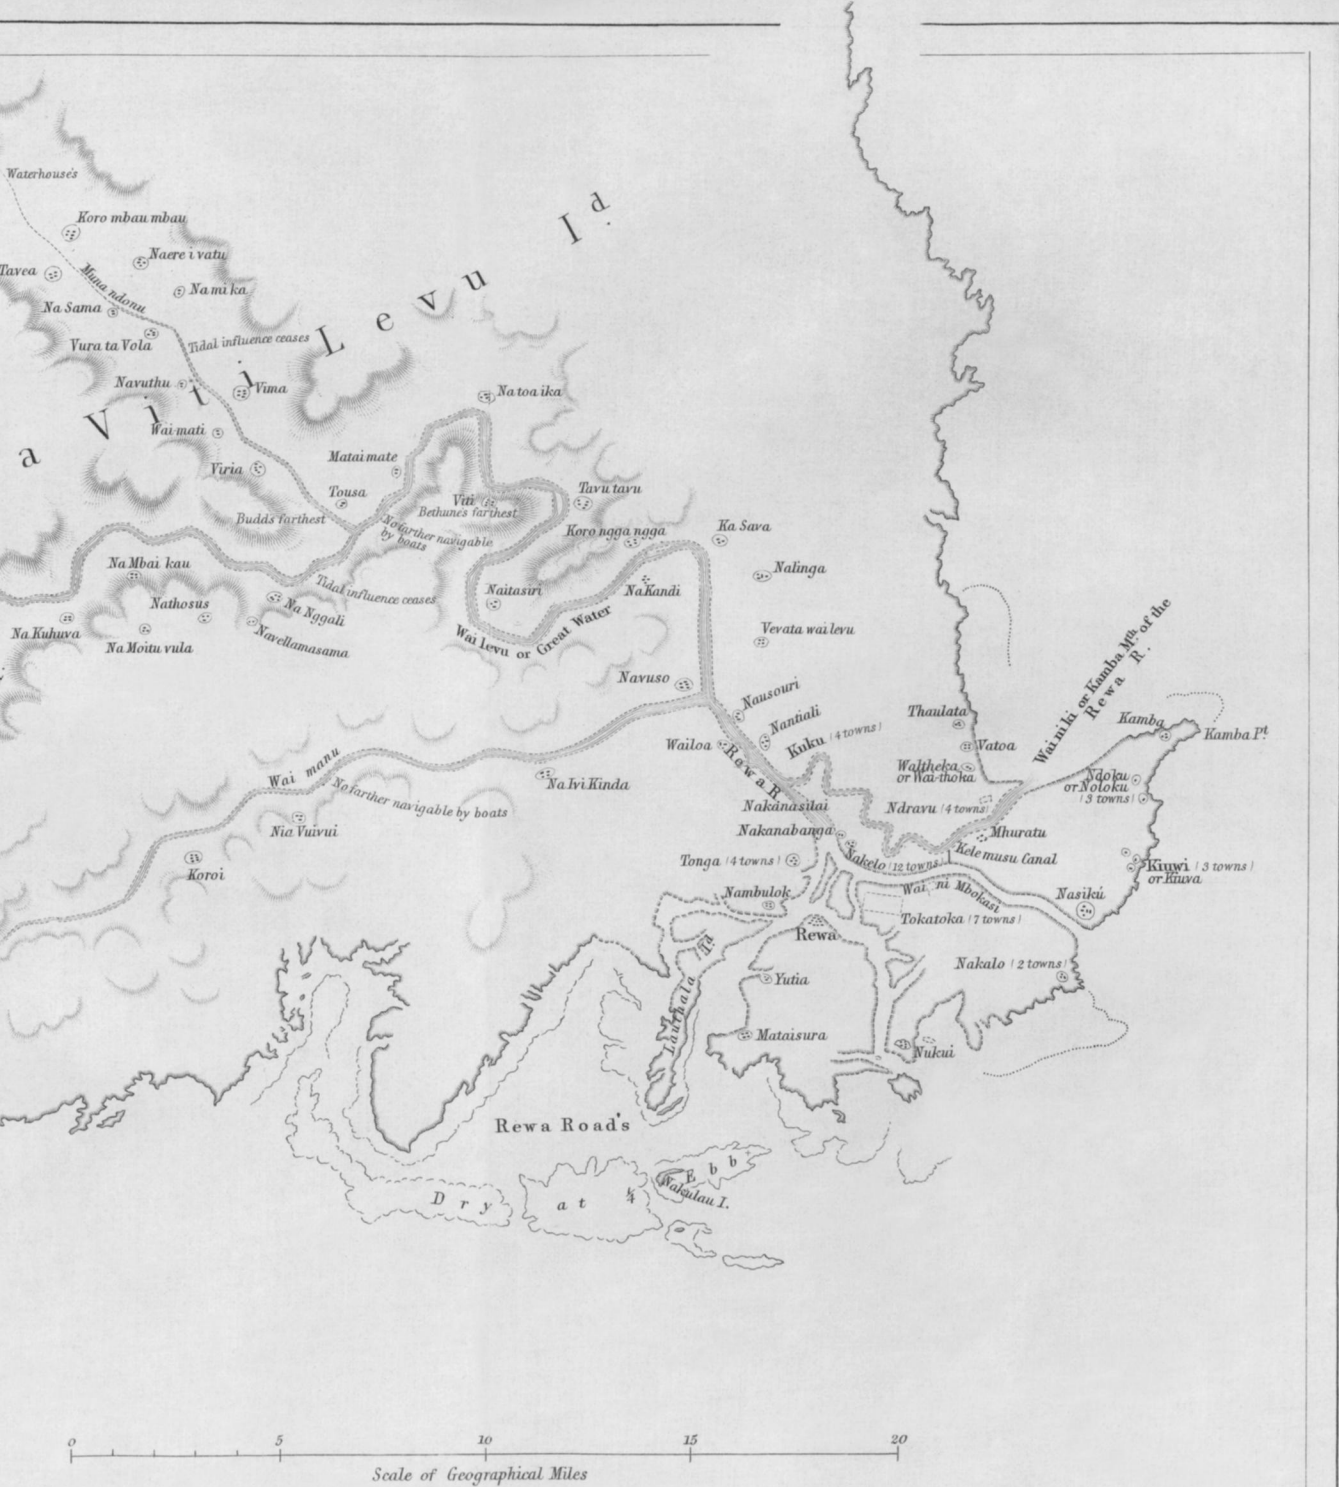 Waterhouse's
Koro mbau mbau
Naere i vatu
Tavea
Muna ndonu
Na mi ka
Na Sama
Vura ta Vola
Tidal influence ceases
a Viti Levu Id.
Navuthu
Vima
Na toa ika
Wai mati
Viria
Matai mate
Tousa
Viti
Bethune's farthest
Tavu tavu
Budds farthest
No farther navigable
by boats
Koro ngga ngga
Ka Sava
Na Mbai kau
Tidal influence ceases
Naitasiri
Na Kandi
Nalinga
Nathosus
Na Nggali
Wai levu or Great Water
Na Kuhuva
Na Moitu vula
Navellamasama
Vevata wai levu
Wainiki or Kamba Mth. of the
Rewa R.
Navuso
Nausouri
Nantiali
Thaulata
Kamba
Kamba Pt.
Kuku (4 towns)
Wailoa
Rewa R.
Vatoa
Waltheka
or Wai-thoka
Ndoku
or Notoku
(3 towns)
Wai manu
No farther navigable by boats
Na Ivi Kinda
Nakanasilai
Ndravu (4 towns)
Nia Vuivui
Nakanabanga
Mhuratu
Koroi
Tonga (4 towns)
Nakelo (12 towns)
Kele musu Canal
Kiuwi (3 towns)
or Kiuva
Nambulok
Wai ni Mbokasi
Nasikú
Tokatoka (7 towns)
Rewa
Nakalo (2 towns)
Lauthala
Ta
Yutia
Mataisura
Nukui
Rewa Roads
Dry at ¼ Ebb
Nakulau I.
0 5 10 15 20
Scale of Geographical Miles